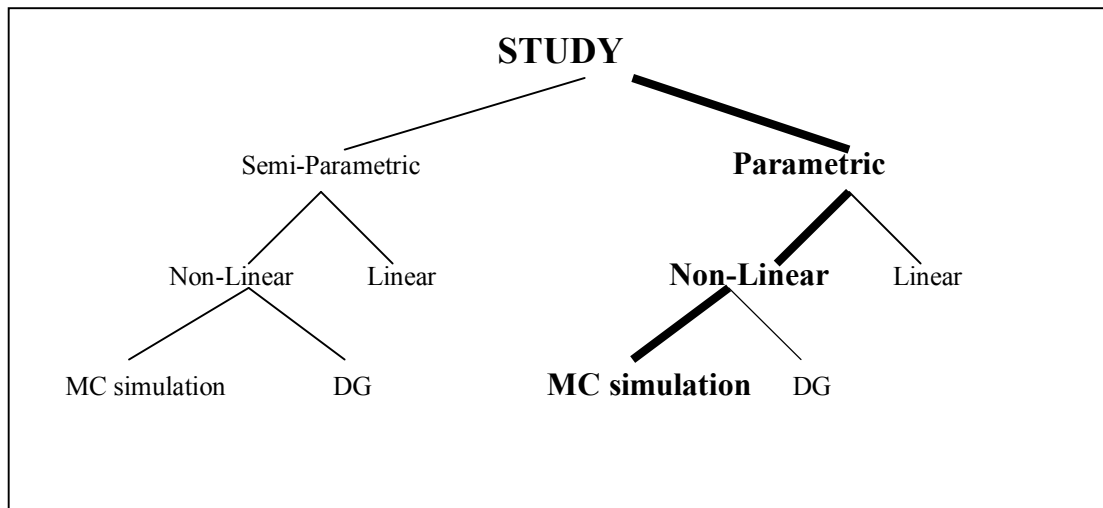 STUDY
Semi-Parametric Parametric
Non-Linear Linear Non-Linear Linear
MC simulation DG MC simulation DG